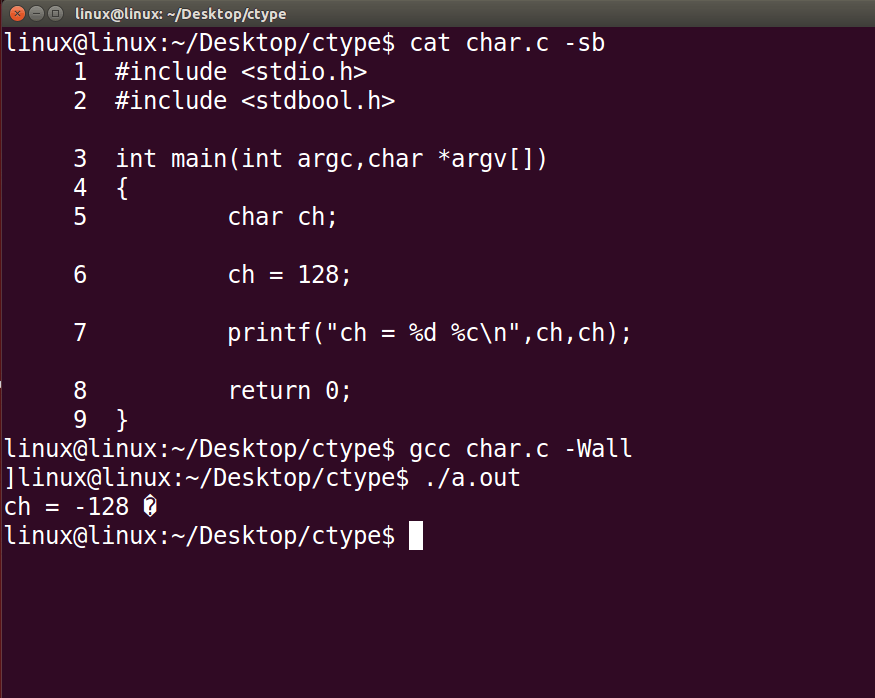 linux@linux: ~/Desktop/ctype
linux@linux:~/Desktop/ctype$ cat char.c -sb
     1  #include <stdio.h>
     2  #include <stdbool.h>
     3  int main(int argc,char *argv[])
     4  {
     5          char ch;
     6          ch = 128;
     7          printf("ch = %d %c\n",ch,ch);
     8          return 0;
     9  }
linux@linux:~/Desktop/ctype$ gcc char.c -Wall
]linux@linux:~/Desktop/ctype$ ./a.out
ch = -128 �
linux@linux:~/Desktop/ctype$